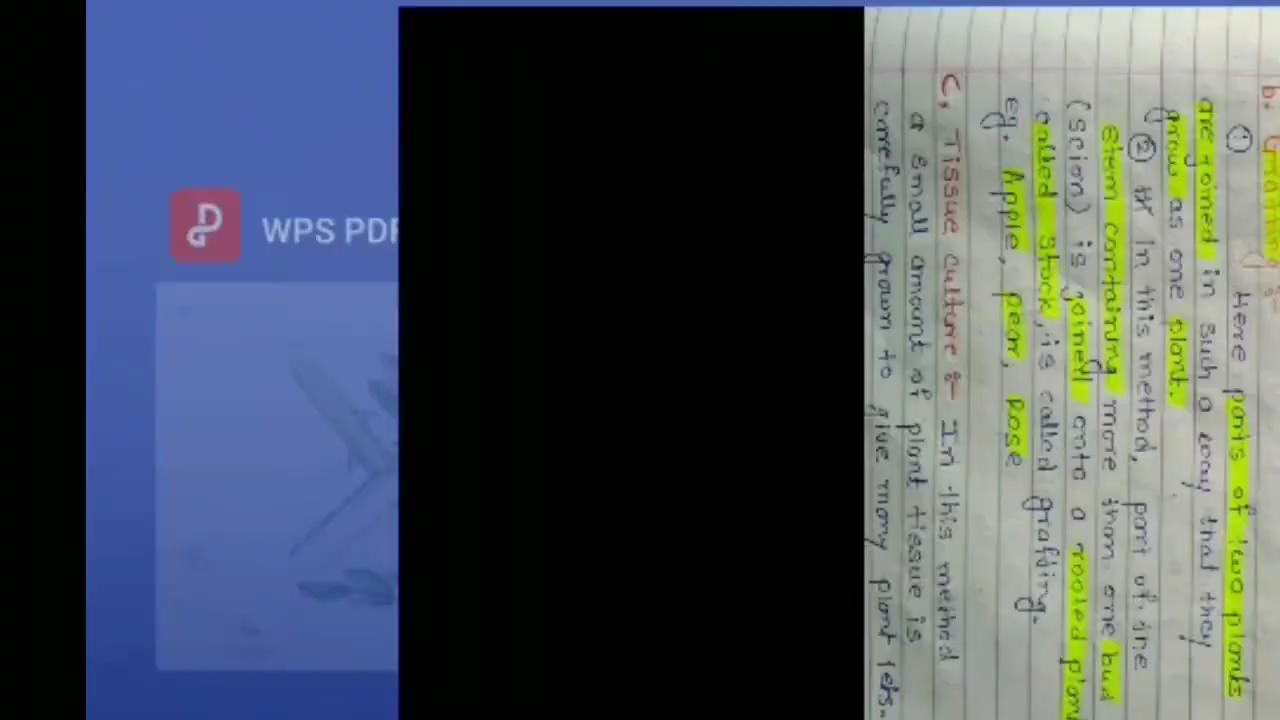 WPS PDF
b. Grafting :-
① Here parts of two plants
are joined in such a way that they
grow as one plant.
② In this method, part of the
stem containing more than one bud
(scion) is joined onto a rooted plant
called stock, is called grafting.
eg. Apple, pear, Rose
C, Tissue culture :- In this method
a small amount of plant tissue is
carefully grown to give many plant lets.